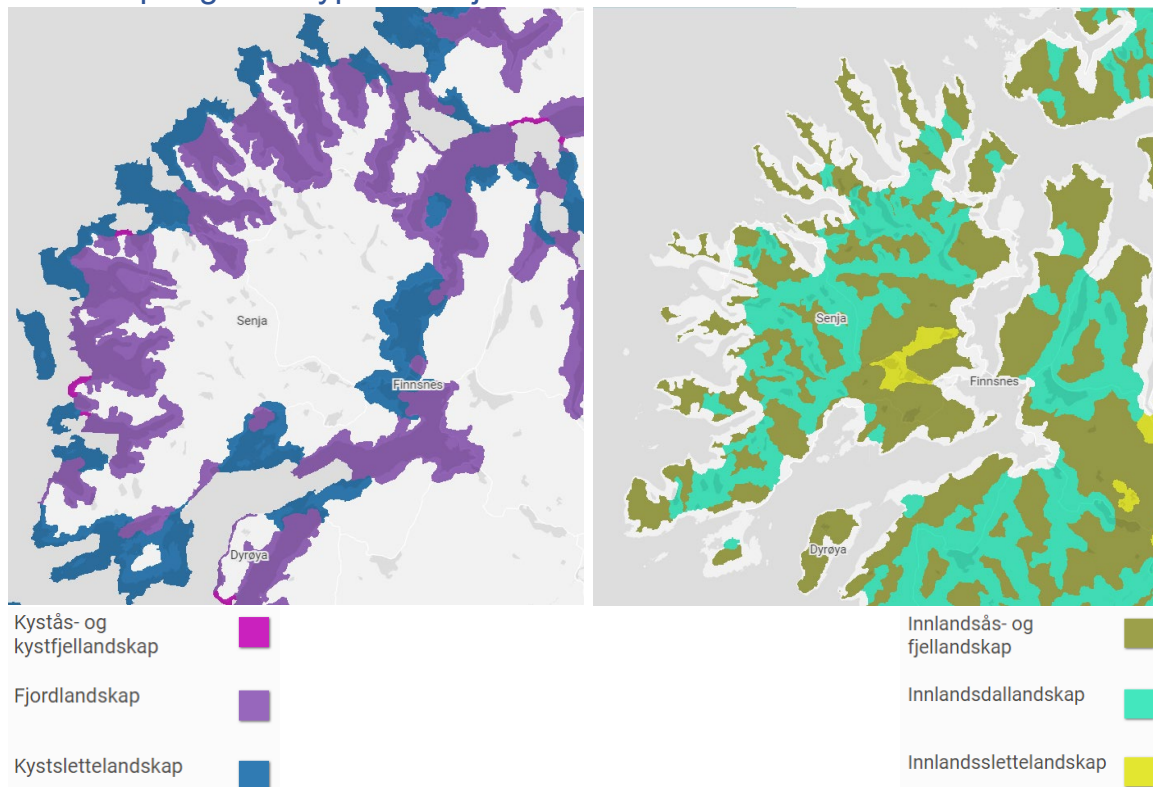 Senja
Finnsnes
Dyrøya
Senja
Finnsnes
Dyrøya
Kystås- og
kystfjellandskap
Fjordlandskap
Kystslettelandskap
Innlandsås- og
fjellandskap
Innlandsdallandskap
Innlandsslettelandskap